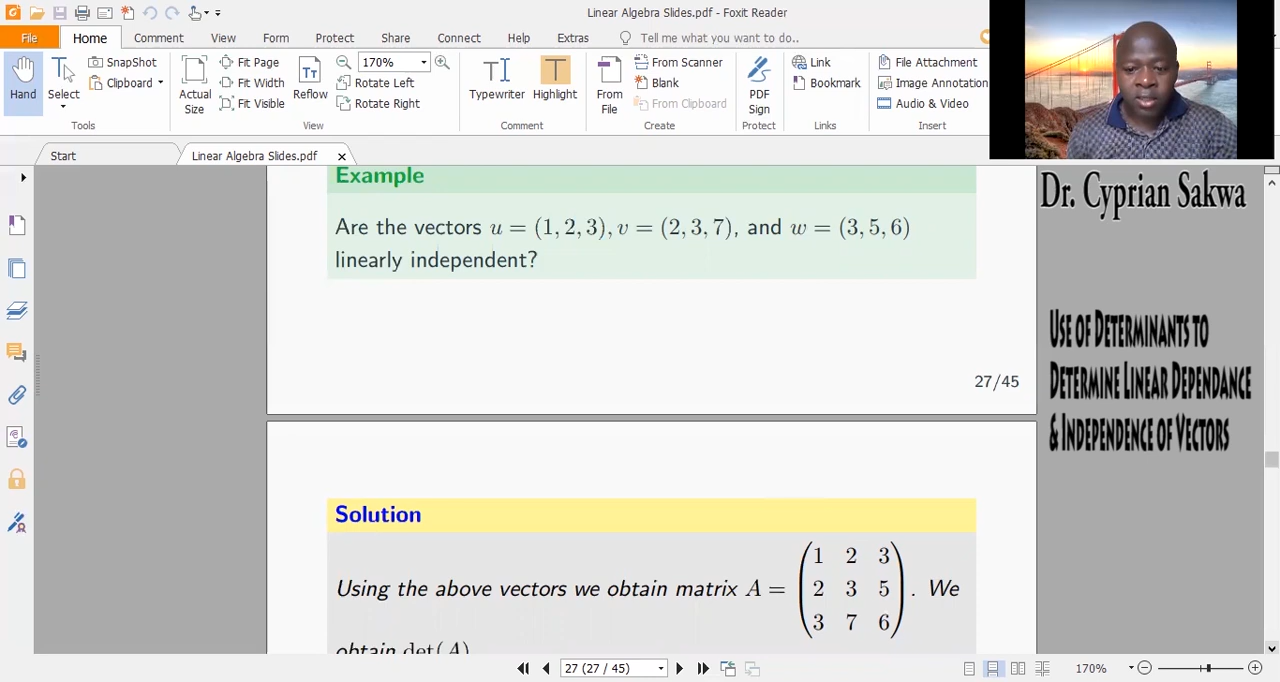 Linear Algebra Slides.pdf - Foxit Reader
File Home Comment View Form Protect Share Connect Help Extras Tell me what you want to do..
Hand
Select
SnapShot
Clipboard
Tools
Actual Size
Fit Page
Fit Width
Fit Visible
Reflow
170%
Rotate Left
Rotate Right
View
Typewriter
Highlight
Comment
From File
From Scanner
Blank
From Clipboard
Create
PDF Sign
Protect
Link
Bookmark
Links
File Attachment
Image Annotation
Audio & Video
Insert
Start
Linear Algebra Slides.pdf
Example
Are the vectors u = (1, 2, 3), v = (2, 3, 7), and w = (3, 5, 6)
linearly independent?
27/45
Solution
Using the above vectors we obtain matrix A = (1 2 3
2 3 5
3 7 6). We
obtain det(A)
Dr. Cyprian Sakwa
Use of Determinants to
Determine Linear Dependance
& Independence of Vectors
27 (27 / 45)
170%